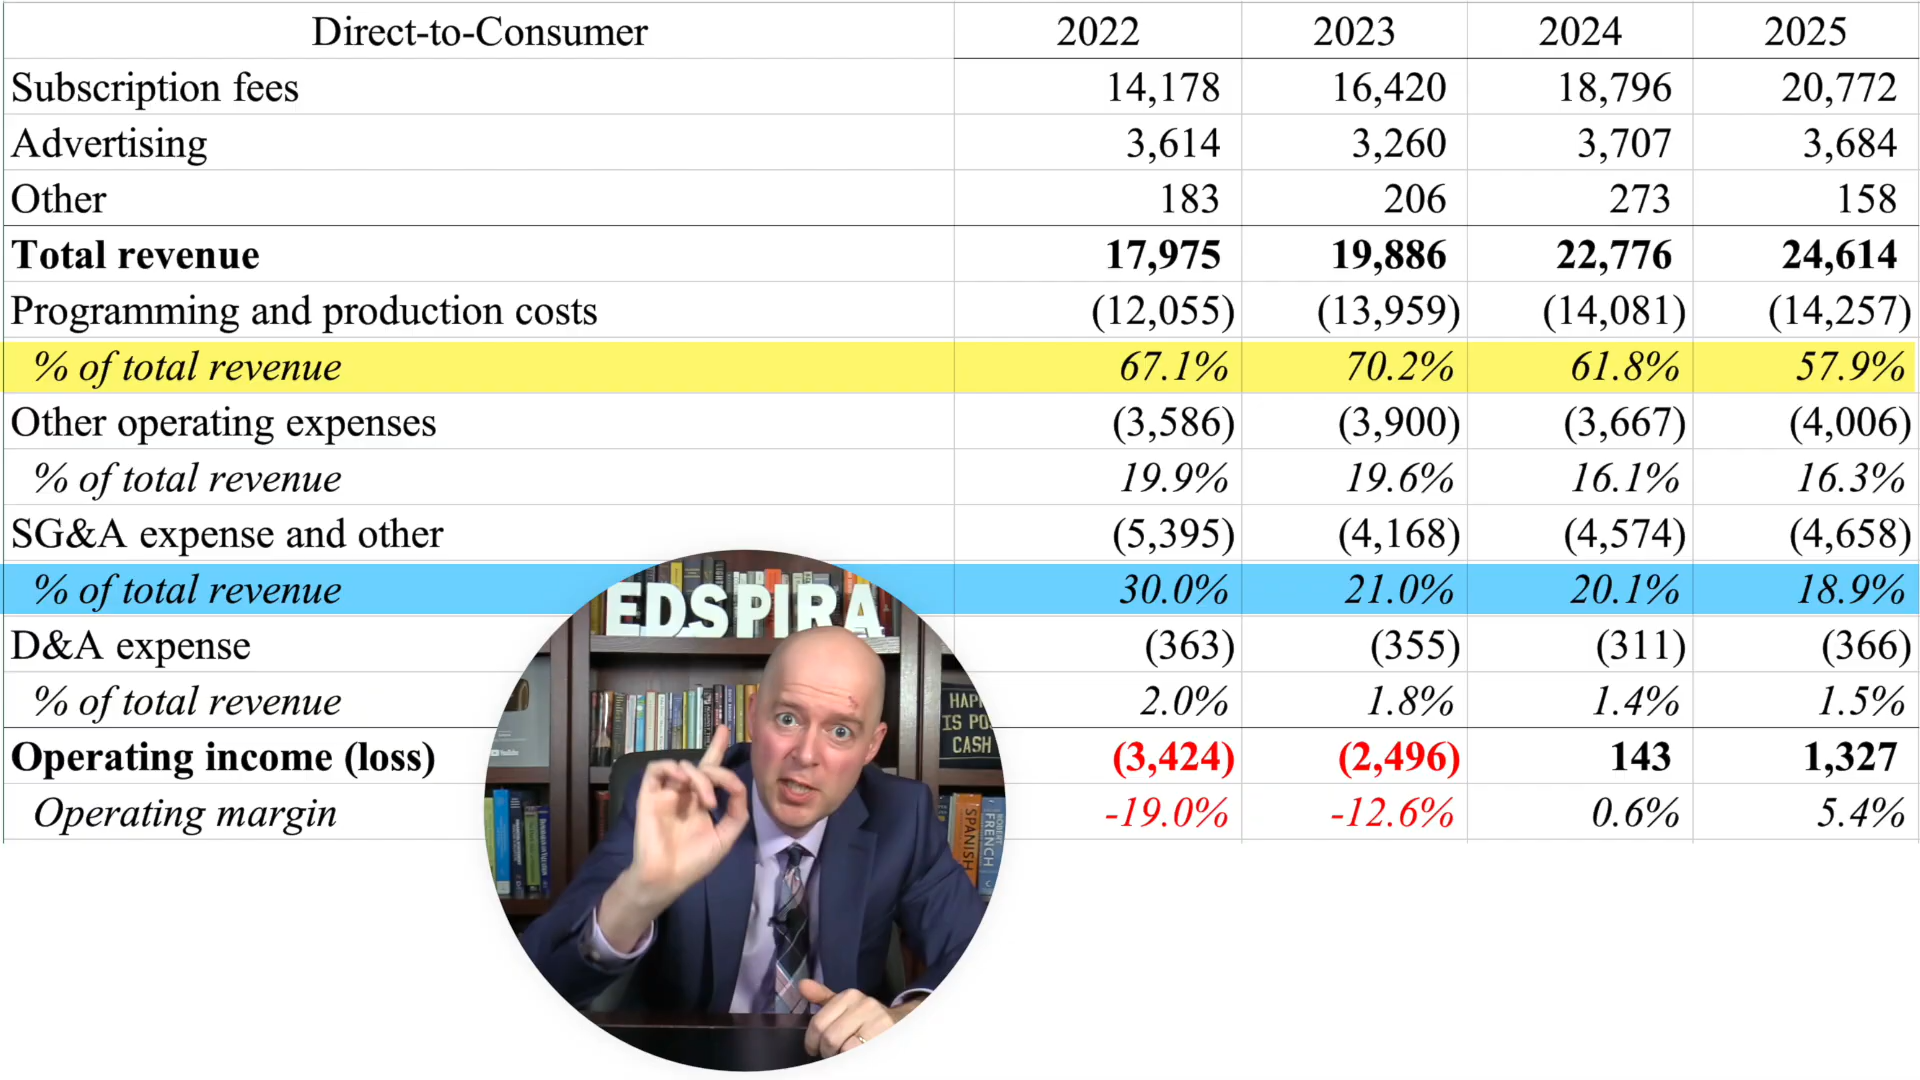 Direct-to-Consumer 2022 2023 2024 2025
Subscription fees 14,178 16,420 18,796 20,772
Advertising 3,614 3,260 3,707 3,684
Other 183 206 273 158
Total revenue 17,975 19,886 22,776 24,614
Programming and production costs (12,055) (13,959) (14,081) (14,257)
% of total revenue 67.1% 70.2% 61.8% 57.9%
Other operating expenses (3,586) (3,900) (3,667) (4,006)
% of total revenue 19.9% 19.6% 16.1% 16.3%
SG&A expense and other (5,395) (4,168) (4,574) (4,658)
% of total revenue 30.0% 21.0% 20.1% 18.9%
D&A expense (363) (355) (311) (366)
% of total revenue 2.0% 1.8% 1.4% 1.5%
Operating income (loss) (3,424) (2,496) 143 1,327
Operating margin -19.0% -12.6% 0.6% 5.4%
EDSPIRA
HAP
IS PO
CASH
YouTube
SPANISH
FRENCH